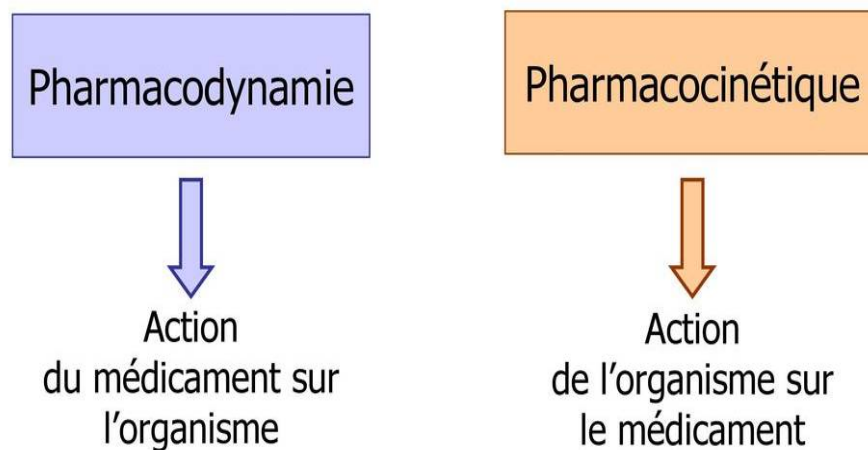 Pharmacodynamie
Action
du médicament sur
l'organisme
Pharmacocinétique
Action
de l'organisme sur
le médicament